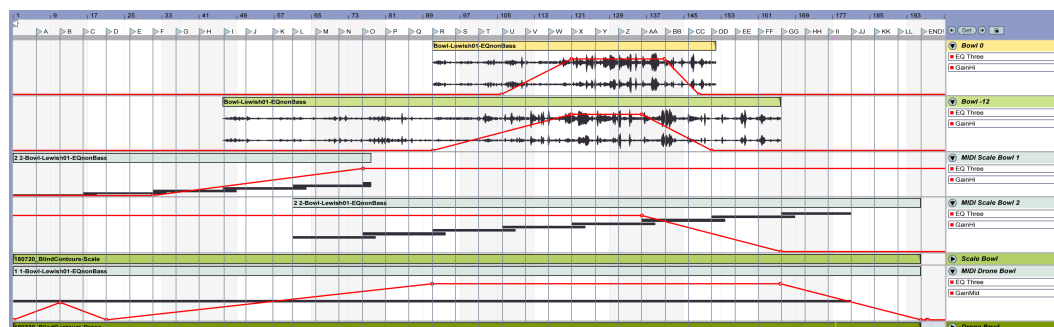 1 9 17 25 41 49 57 65 73 81 89 97 105 113 121 129 137 145 153 161 169 177 185 193
A B C D E F G H I J K L M N O P Q R S T U V W X Y Z AA BB CC DD EE FF GG HH II JJ KK LL END
Set
Bowl-Lewish01-EQnonBass
Bowl 0
EQ Three
GainHi
Bowl-Lewish01-EQnonBass
Bowl -12
EQ Three
GainHi
2 2-Bowl-Lewish01-EQnonBass
MIDI Scale Bowl 1
EQ Three
GainHi
2 2-Bowl-Lewish01-EQnonBass
MIDI Scale Bowl 2
EQ Three
GainHi
180720_BlindContours-Scale
Scale Bowl
1 1-Bowl-Lewish01-EQnonBass
MIDI Drone Bowl
EQ Three
GainMid
180720_BlindContours-Drone
Drone Bowl